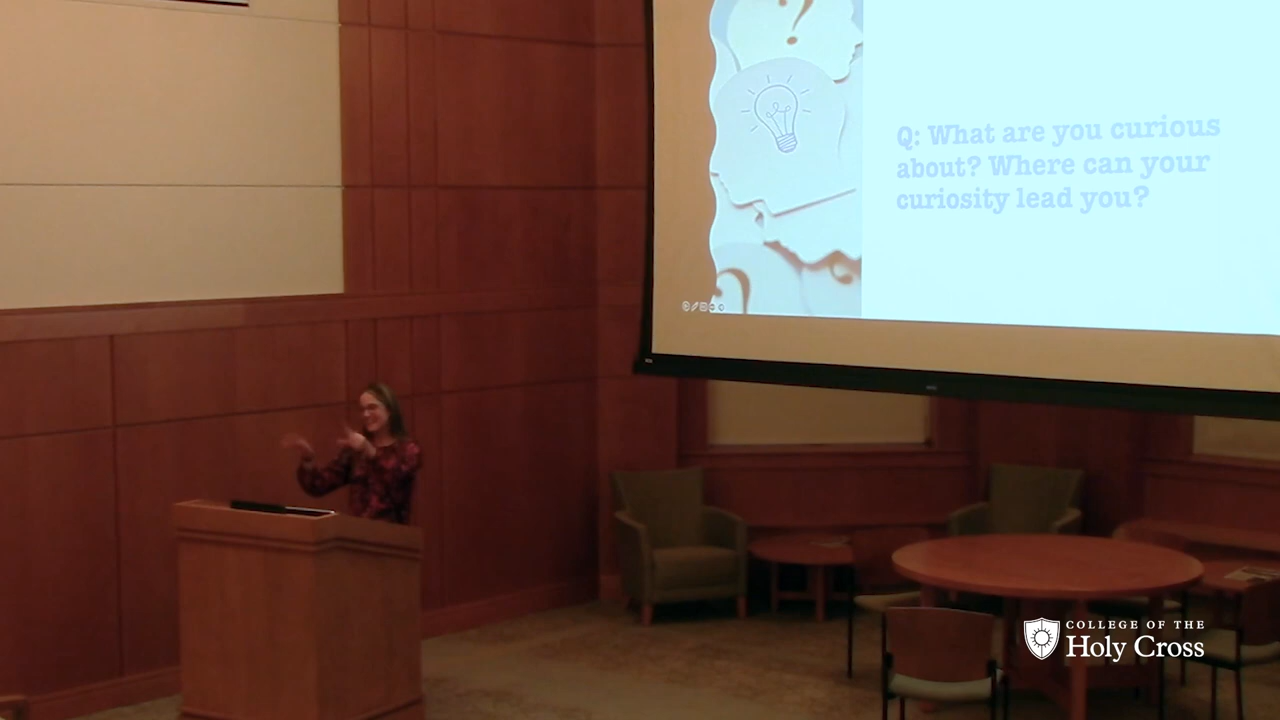 ?
Q: What are you curious
about? Where can your
curiosity lead you?
?
?
COLLEGE OF THE
Holy Cross